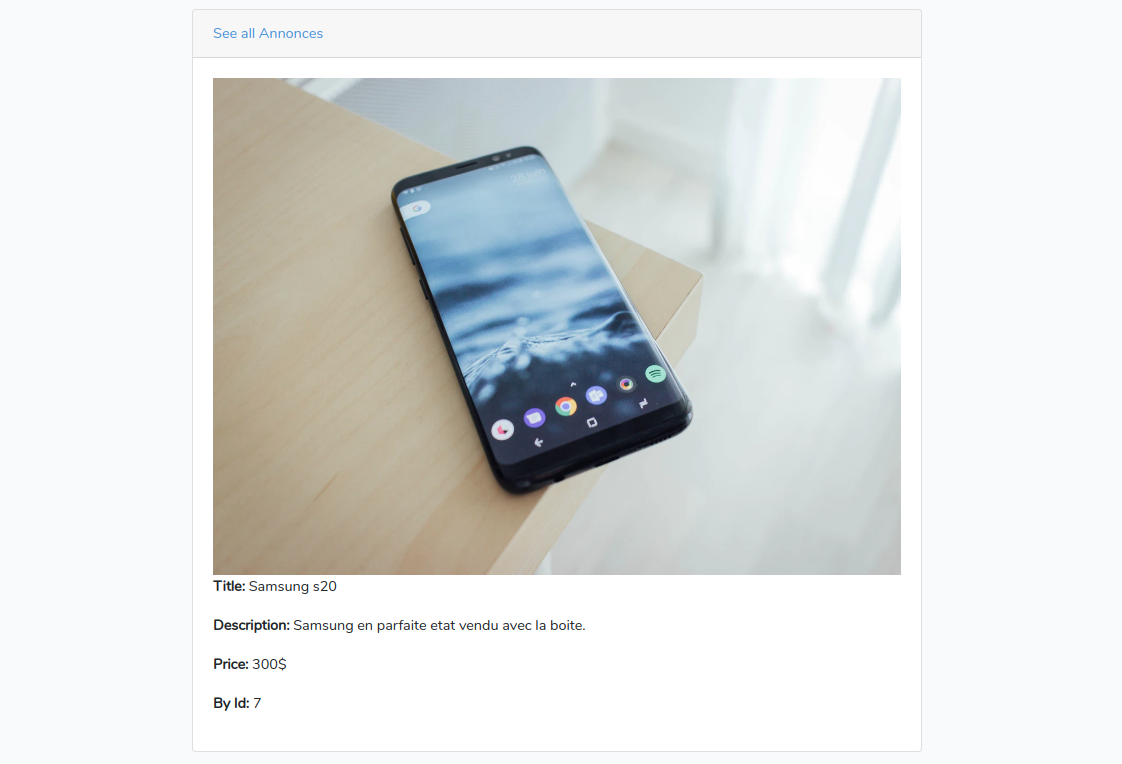 See all Annonces
Title: Samsung s20
Description: Samsung en parfaite etat vendu avec la boite.
Price: 300$
By Id: 7